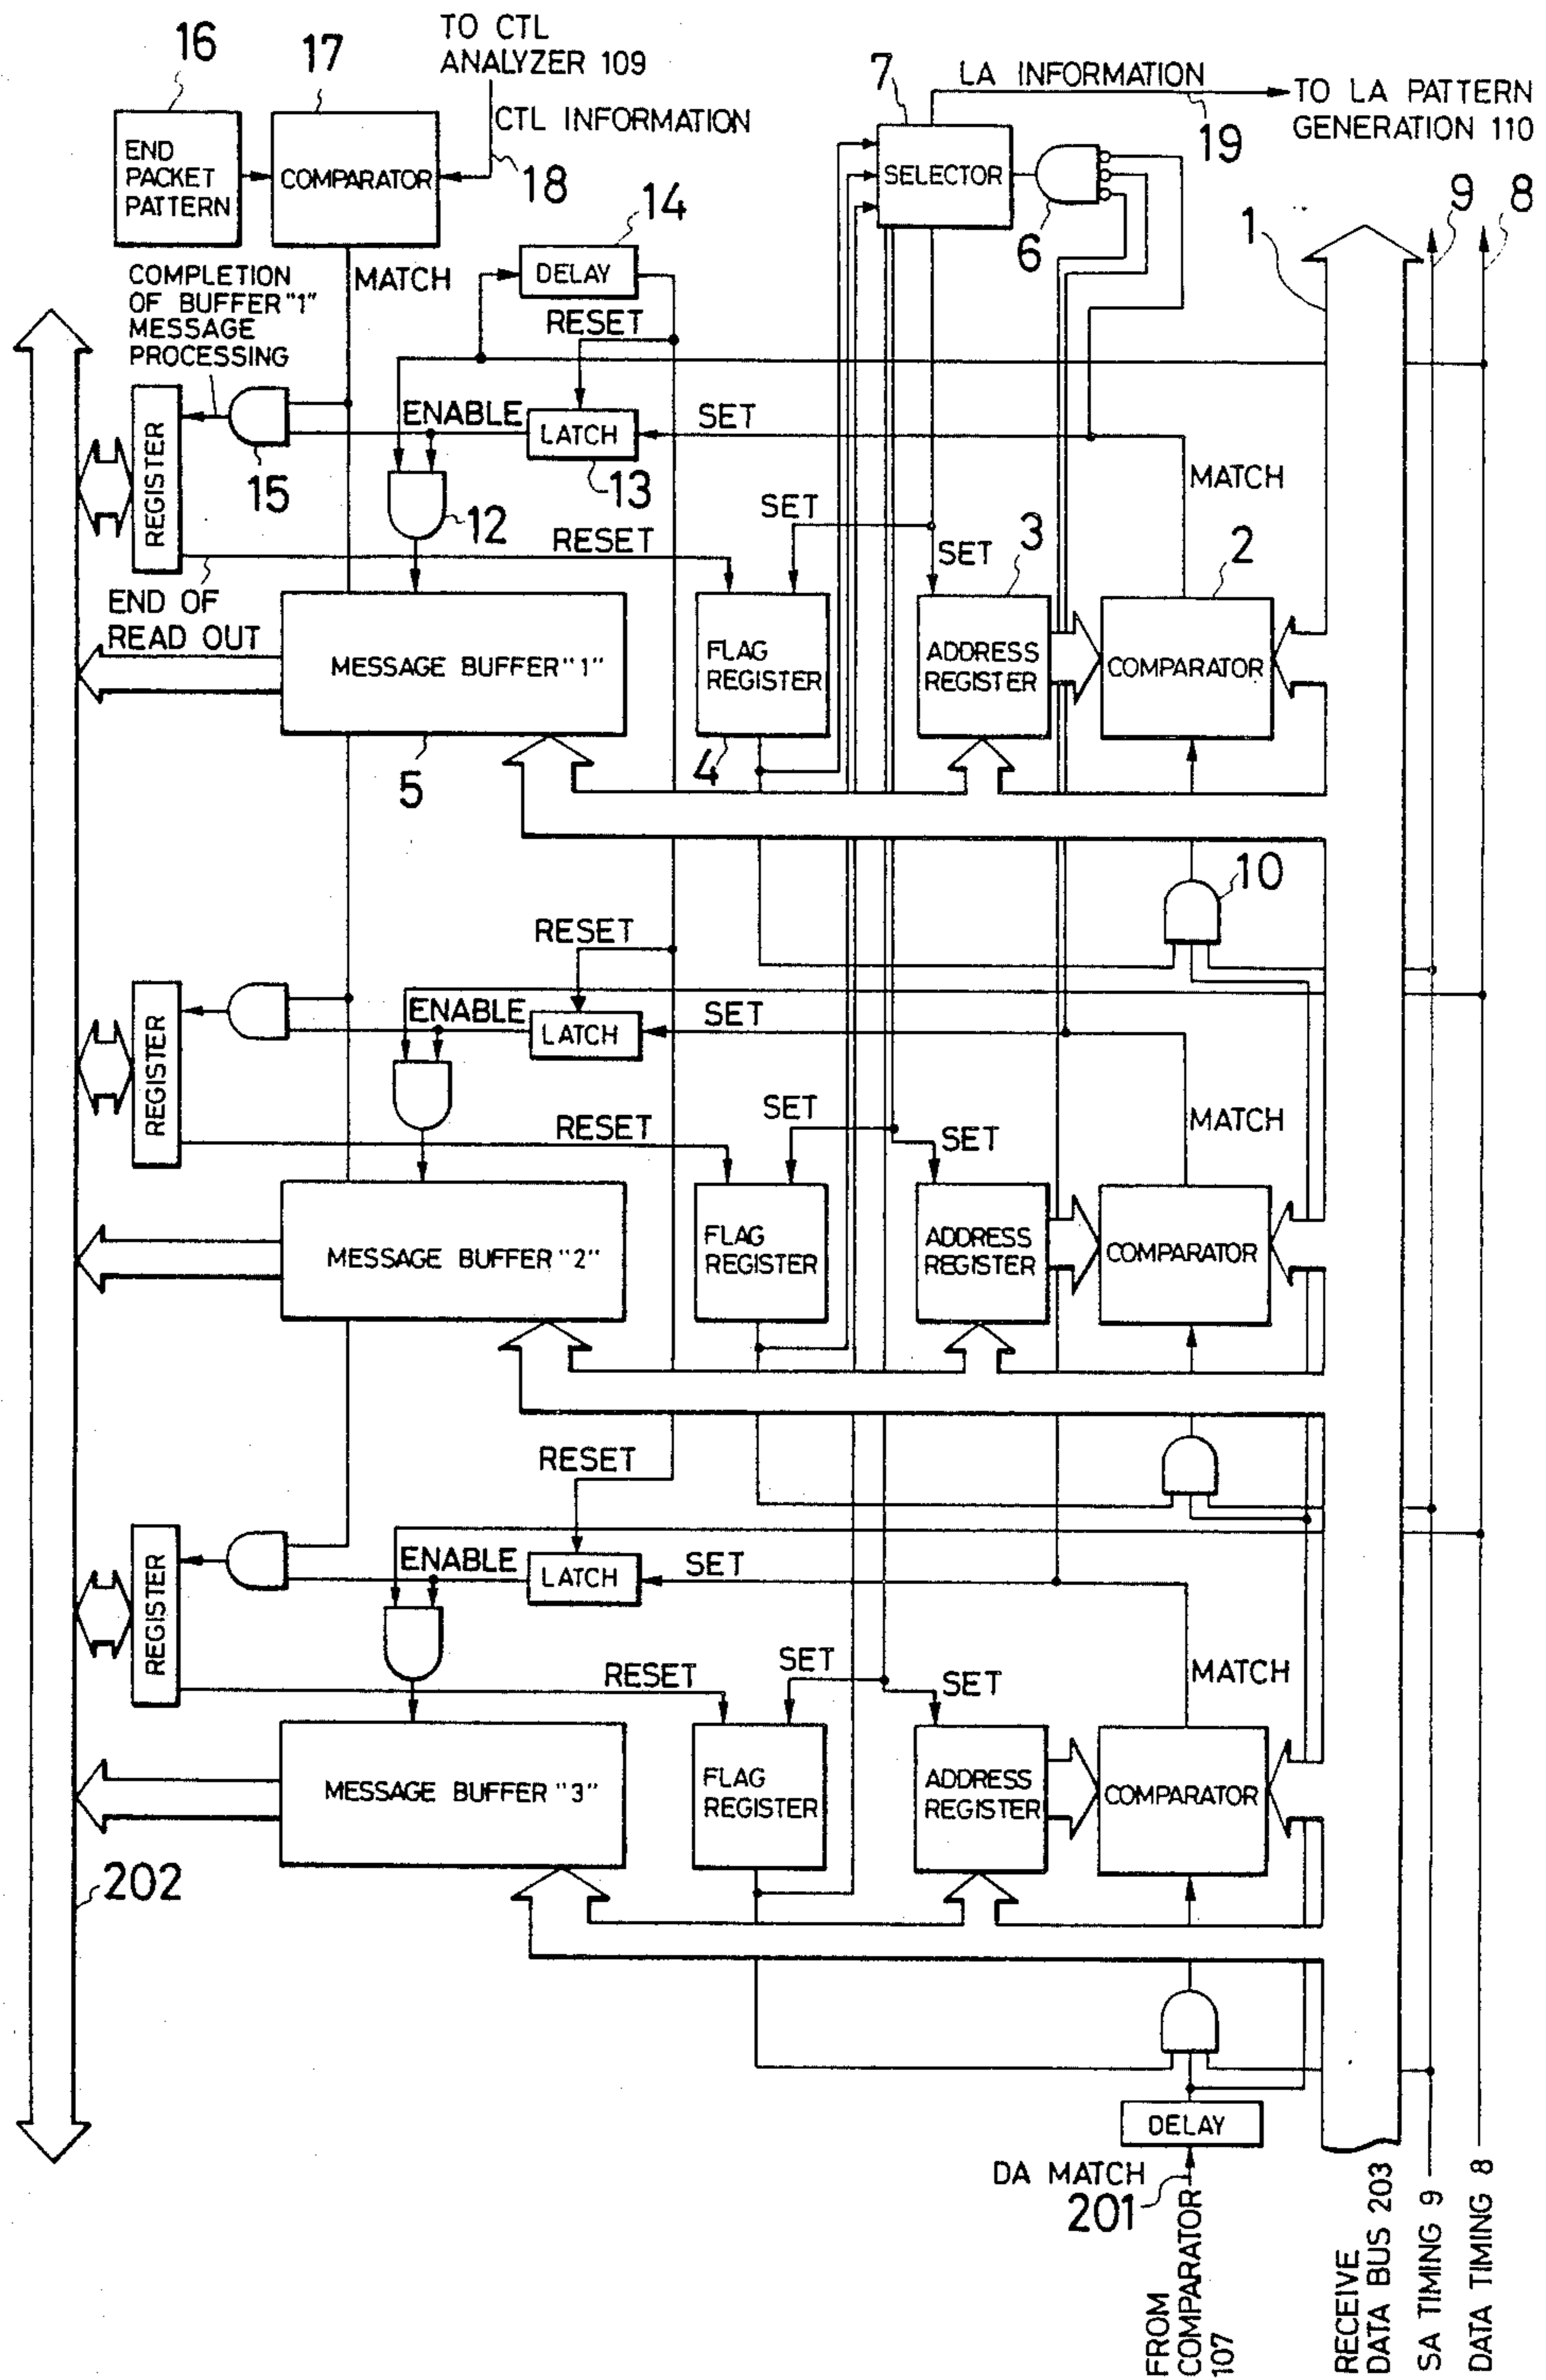 16
17
TO CTL
ANALYZER 109
CTL INFORMATION
7
LA INFORMATION
TO LA PATTERN
GENERATION 110
19
END
PACKET
PATTERN
COMPARATOR
18
SELECTOR
6
14
DELAY
1
9
8
COMPLETION
OF BUFFER "1"
MESSAGE
PROCESSING
MATCH
RESET
REGISTER
15
ENABLE
LATCH
13
SET
MATCH
12
RESET
SET
SET
3
2
END OF
READ OUT
MESSAGE BUFFER "1"
5
FLAG
REGISTER
4
ADDRESS
REGISTER
COMPARATOR
10
RESET
REGISTER
ENABLE
LATCH
SET
MATCH
RESET
SET
SET
MESSAGE BUFFER "2"
FLAG
REGISTER
ADDRESS
REGISTER
COMPARATOR
RESET
REGISTER
ENABLE
LATCH
SET
MATCH
RESET
SET
SET
MESSAGE BUFFER "3"
FLAG
REGISTER
ADDRESS
REGISTER
COMPARATOR
202
DELAY
DA MATCH
201
FROM
COMPARATOR
107
RECEIVE
DATA BUS 203
SA TIMING 9
DATA TIMING 8